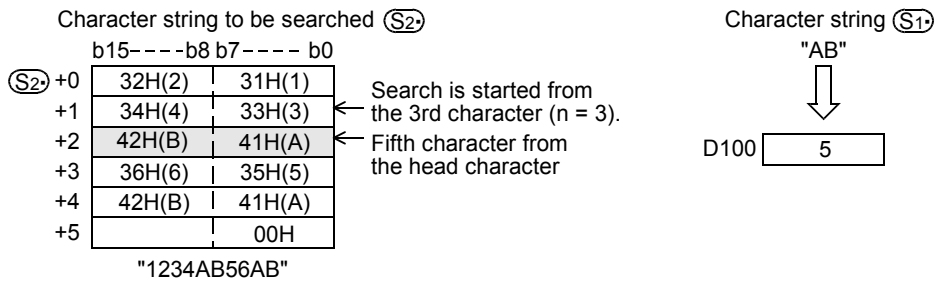 Character string to be searched (S2•)
Character string (S1•)
b15----b8 b7---- b0
"AB"
(S2•) +0 32H(2) 31H(1)
+1 34H(4) 33H(3)
+2 42H(B) 41H(A)
+3 36H(6) 35H(5)
+4 42H(B) 41H(A)
+5 00H
Search is started from
the 3rd character (n = 3).
Fifth character from
the head character
D100 5
"1234AB56AB"